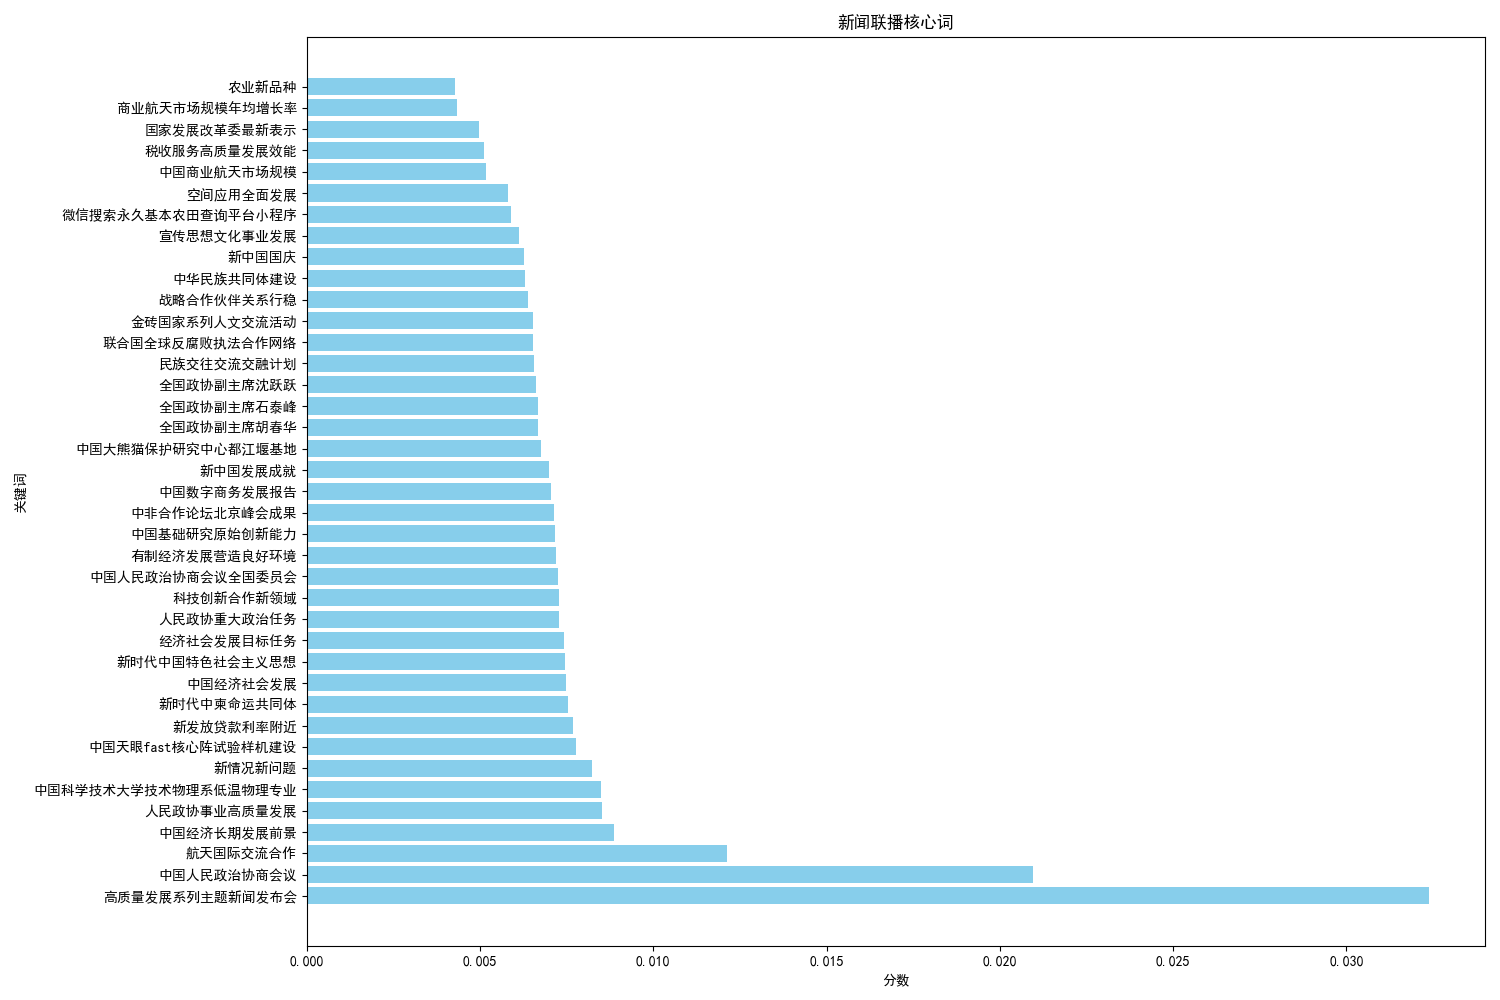 新闻联播核心词
关键词
农业新品种
商业航天市场规模年均增长率
国家发展改革委最新表示
税收服务高质量发展效能
中国商业航天市场规模
空间应用全面发展
微信搜索永久基本农田查询平台小程序
宣传思想文化事业发展
新中国国庆
中华民族共同体建设
战略合作伙伴关系行稳
金砖国家系列人文交流活动
联合国全球反腐败执法合作网络
民族交往交流交融计划
全国政协副主席沈跃跃
全国政协副主席石泰峰
全国政协副主席胡春华
中国大熊猫保护研究中心都江堰基地
新中国发展成就
中国数字商务发展报告
中非合作论坛北京峰会成果
中国基础研究原始创新能力
有制经济发展营造良好环境
中国人民政治协商会议全国委员会
科技创新合作新领域
人民政协重大政治任务
经济社会发展目标任务
新时代中国特色社会主义思想
中国经济社会发展
新时代中柬命运共同体
新发放贷款利率附近
中国天眼fast核心阵试验样机建设
新情况新问题
中国科学技术大学技术物理系低温物理专业
人民政协事业高质量发展
中国经济长期发展前景
航天国际交流合作
中国人民政治协商会议
高质量发展系列主题新闻发布会
0.000 0.005 0.010 0.015 0.020 0.025 0.030
分数